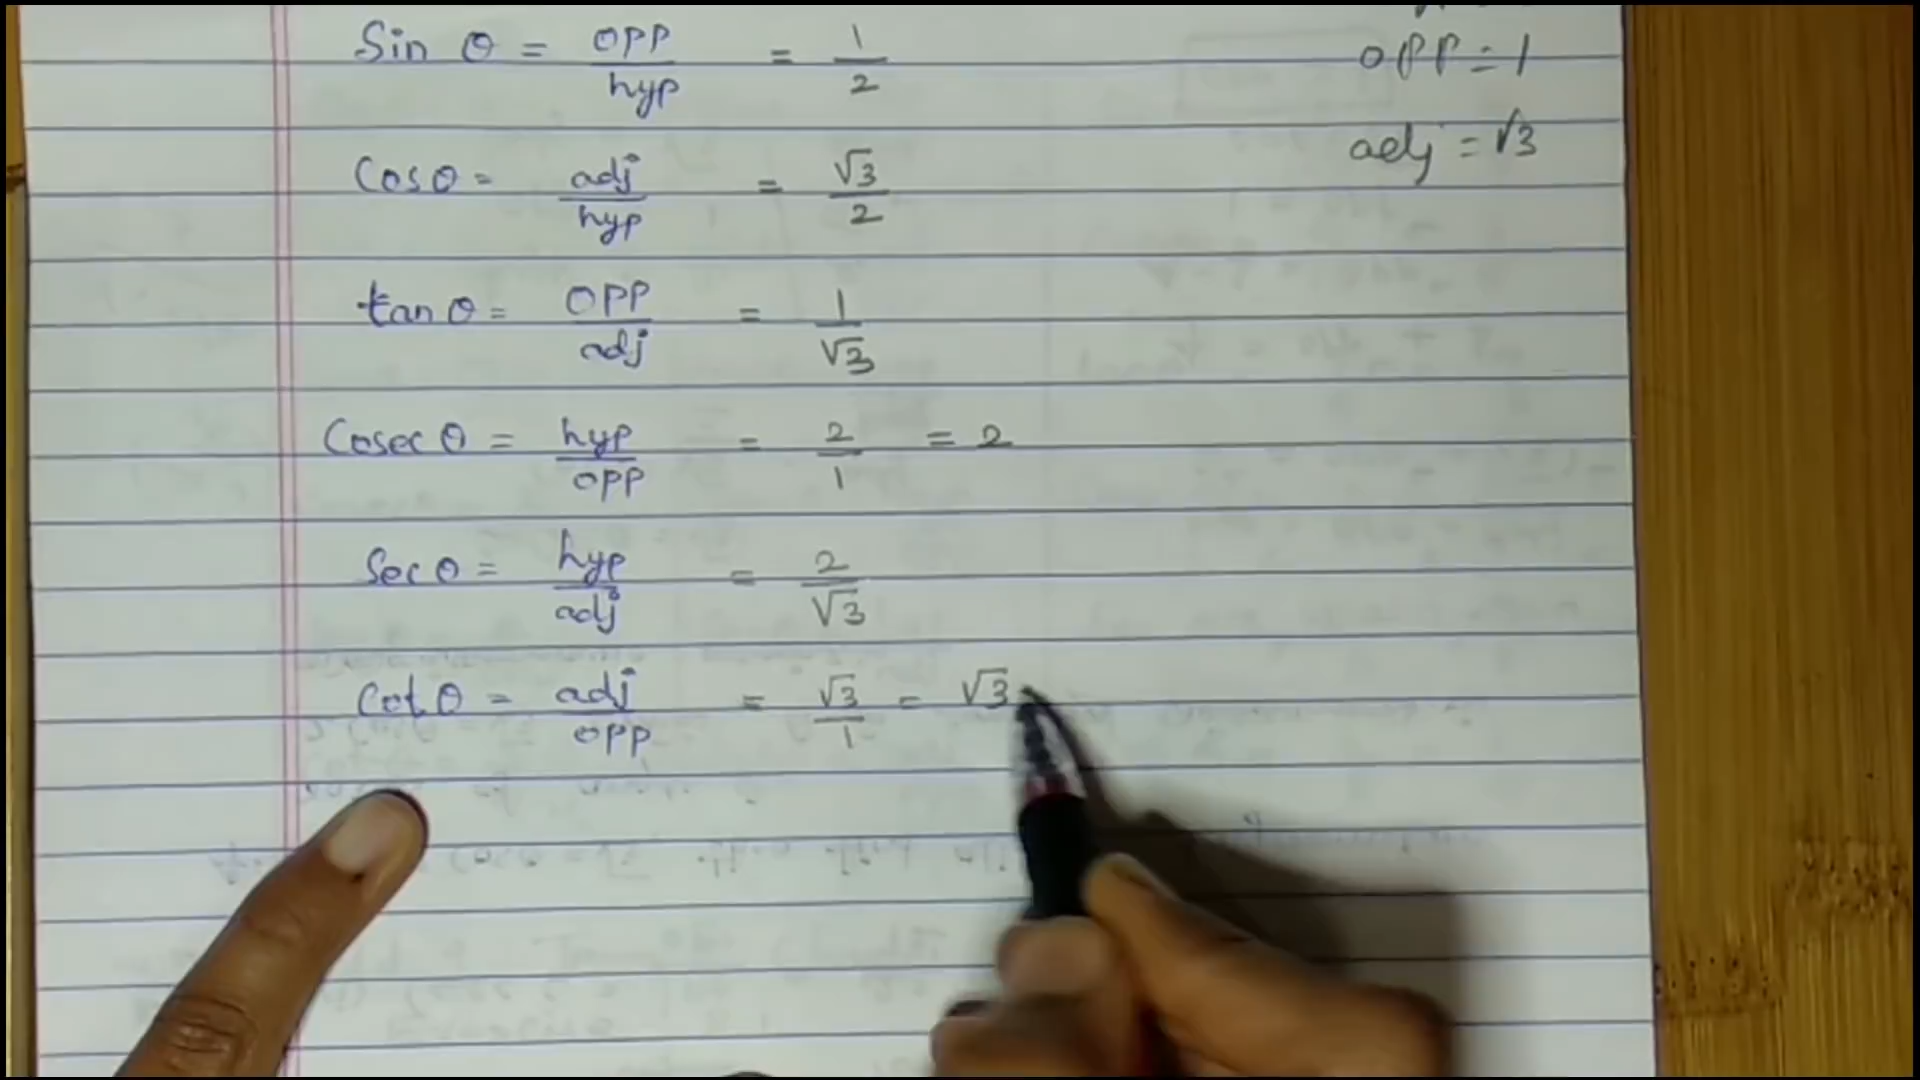 Sin θ = opp/hyp = 1/2
opp = 1
adj = √3
Cos θ = adj/hyp = √3/2
tan θ = opp/adj = 1/√3
Cosec θ = hyp/opp = 2/1 = 2
Sec θ = hyp/adj = 2/√3
Cot θ = adj/opp = √3/1 = √3